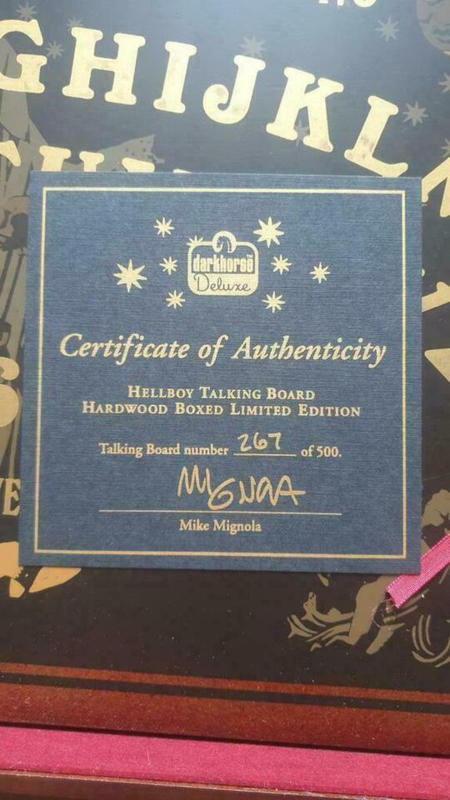 GHIJKL
darkhorse
Deluxe
Certificate of Authenticity
HELLBOY TALKING BOARD
HARDWOOD BOXED LIMITED EDITION
Talking Board number 267 of 500.
MIGNOLA
Mike Mignola